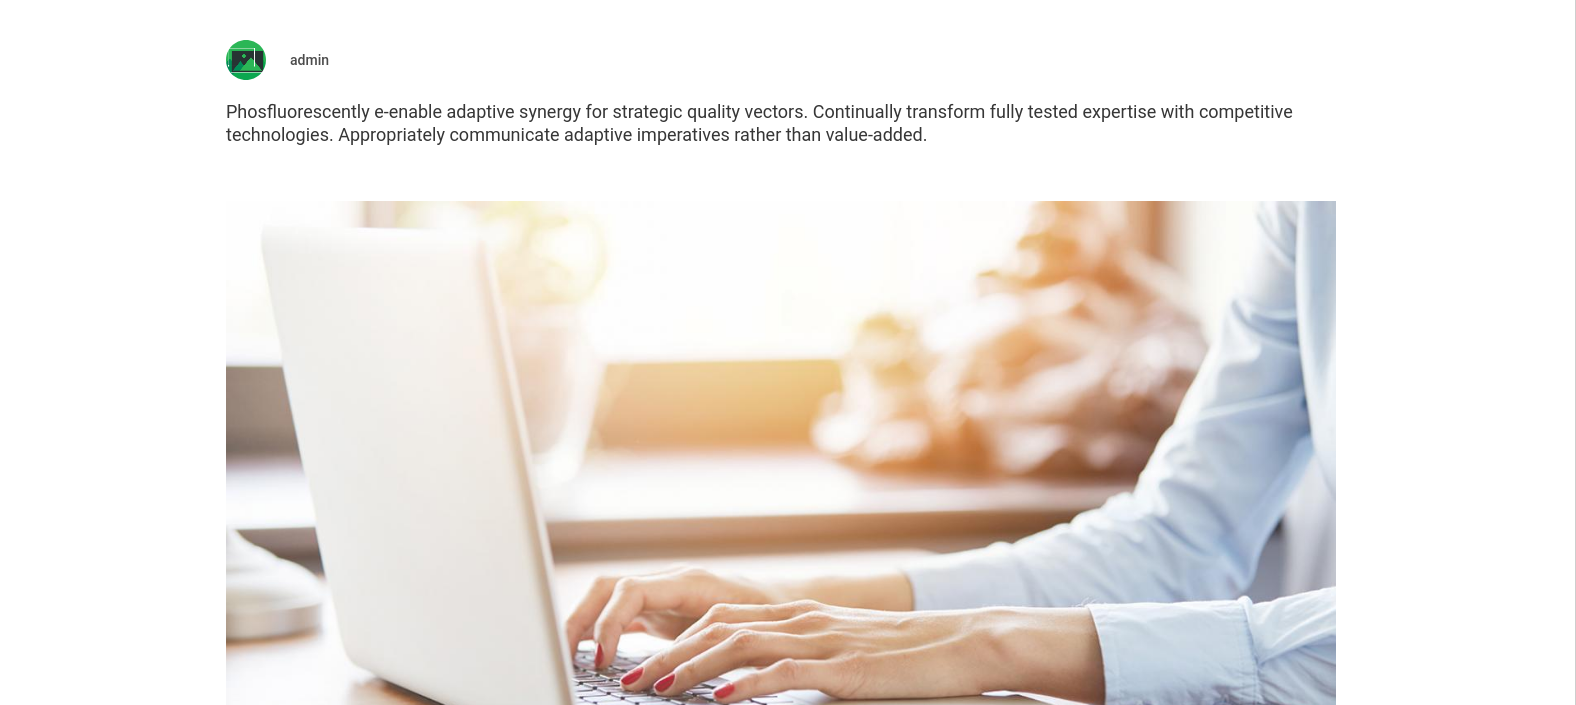 admin
Phosfluorescently e-enable adaptive synergy for strategic quality vectors. Continually transform fully tested expertise with competitive
technologies. Appropriately communicate adaptive imperatives rather than value-added.